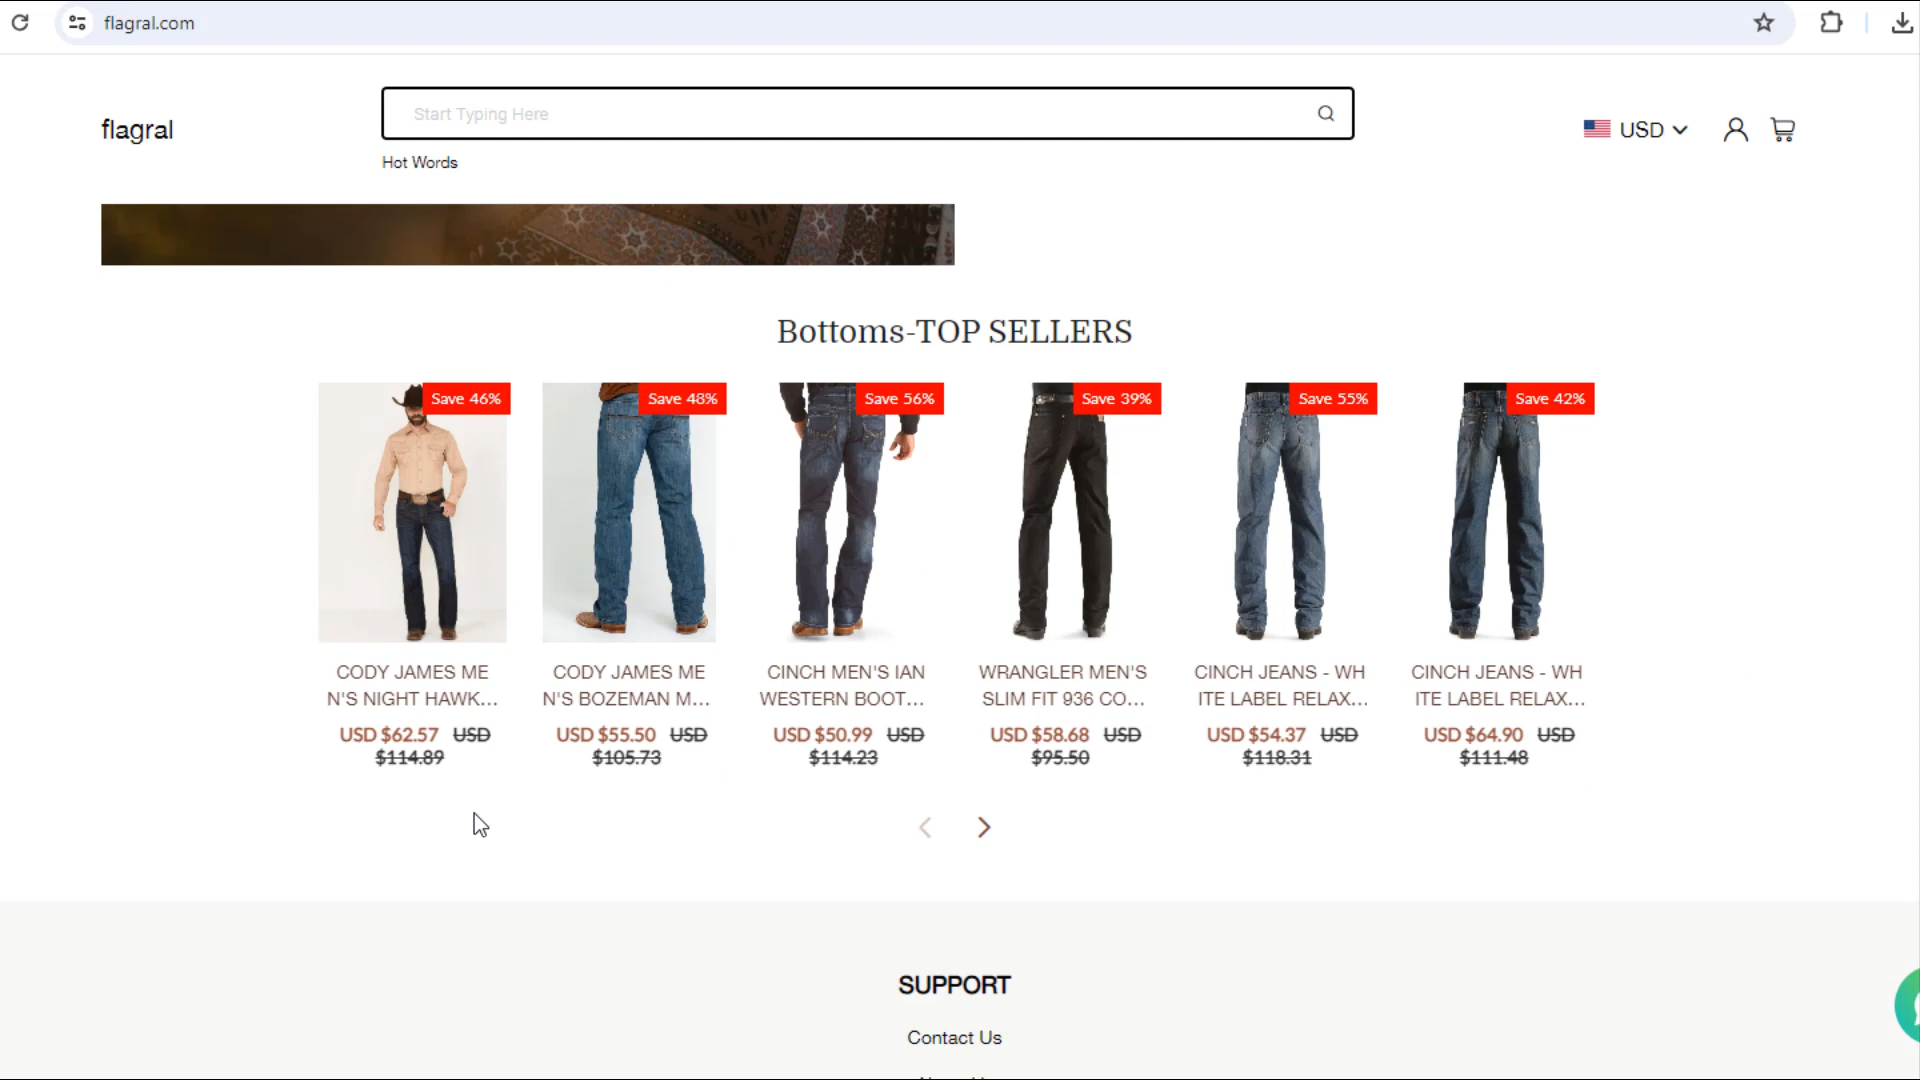 flagral.com
Start Typing Here
flagral
USD
Hot Words
Bottoms-TOP SELLERS
Save 46%
Save 48%
Save 56%
Save 39%
Save 55%
Save 42%
CODY JAMES ME
N'S NIGHT HAWK...
USD $62.57 USD
$114.89
CODY JAMES ME
N'S BOZEMAN M...
USD $55.50 USD
$105.73
CINCH MEN'S IAN
WESTERN BOOT...
USD $50.99 USD
$114.23
WRANGLER MEN'S
SLIM FIT 936 CO...
USD $58.68 USD
$95.50
CINCH JEANS - WH
ITE LABEL RELAX...
USD $54.37 USD
$118.31
CINCH JEANS - WH
ITE LABEL RELAX...
USD $64.90 USD
$111.48
SUPPORT
Contact Us